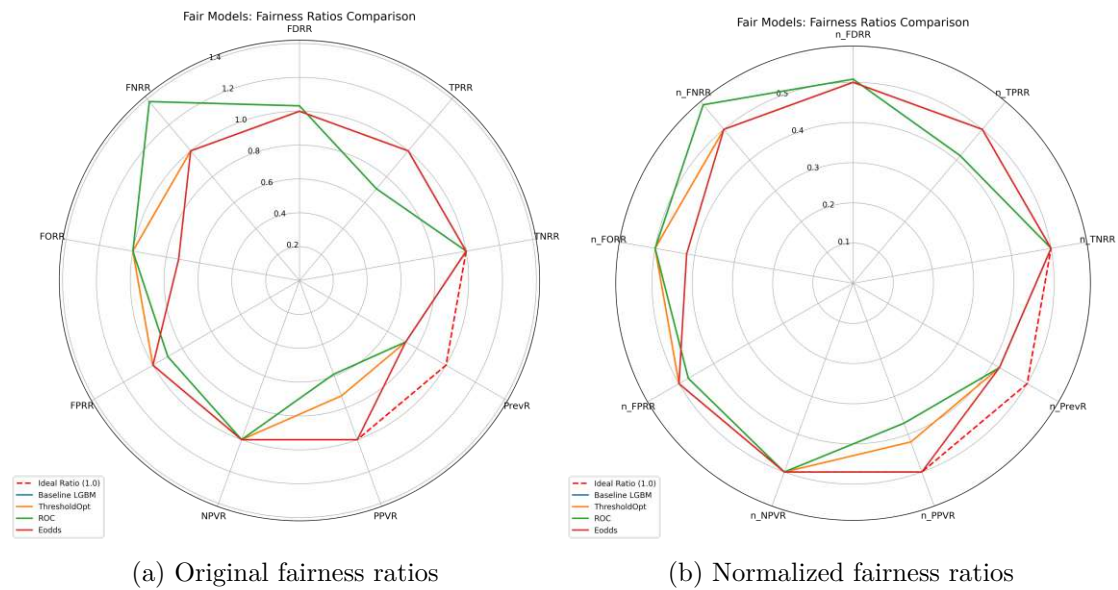 Fair Models: Fairness Ratios Comparison
FDRR
TPRR
TNRR
PrevR
PPVR
NPVR
FPRR
FORR
FNRR
1.4
1.2
1.0
0.8
0.6
0.4
0.2
Ideal Ratio (1.0)
Baseline LGBM
ThresholdOpt
ROC
Eodds
(a) Original fairness ratios
Fair Models: Fairness Ratios Comparison
n_FDRR
n_TPRR
n_TNRR
n_PrevR
n_PPVR
n_NPVR
n_FPRR
n_FORR
n_FNRR
0.5
0.4
0.3
0.2
0.1
Ideal Ratio (1.0)
Baseline LGBM
ThresholdOpt
ROC
Eodds
(b) Normalized fairness ratios